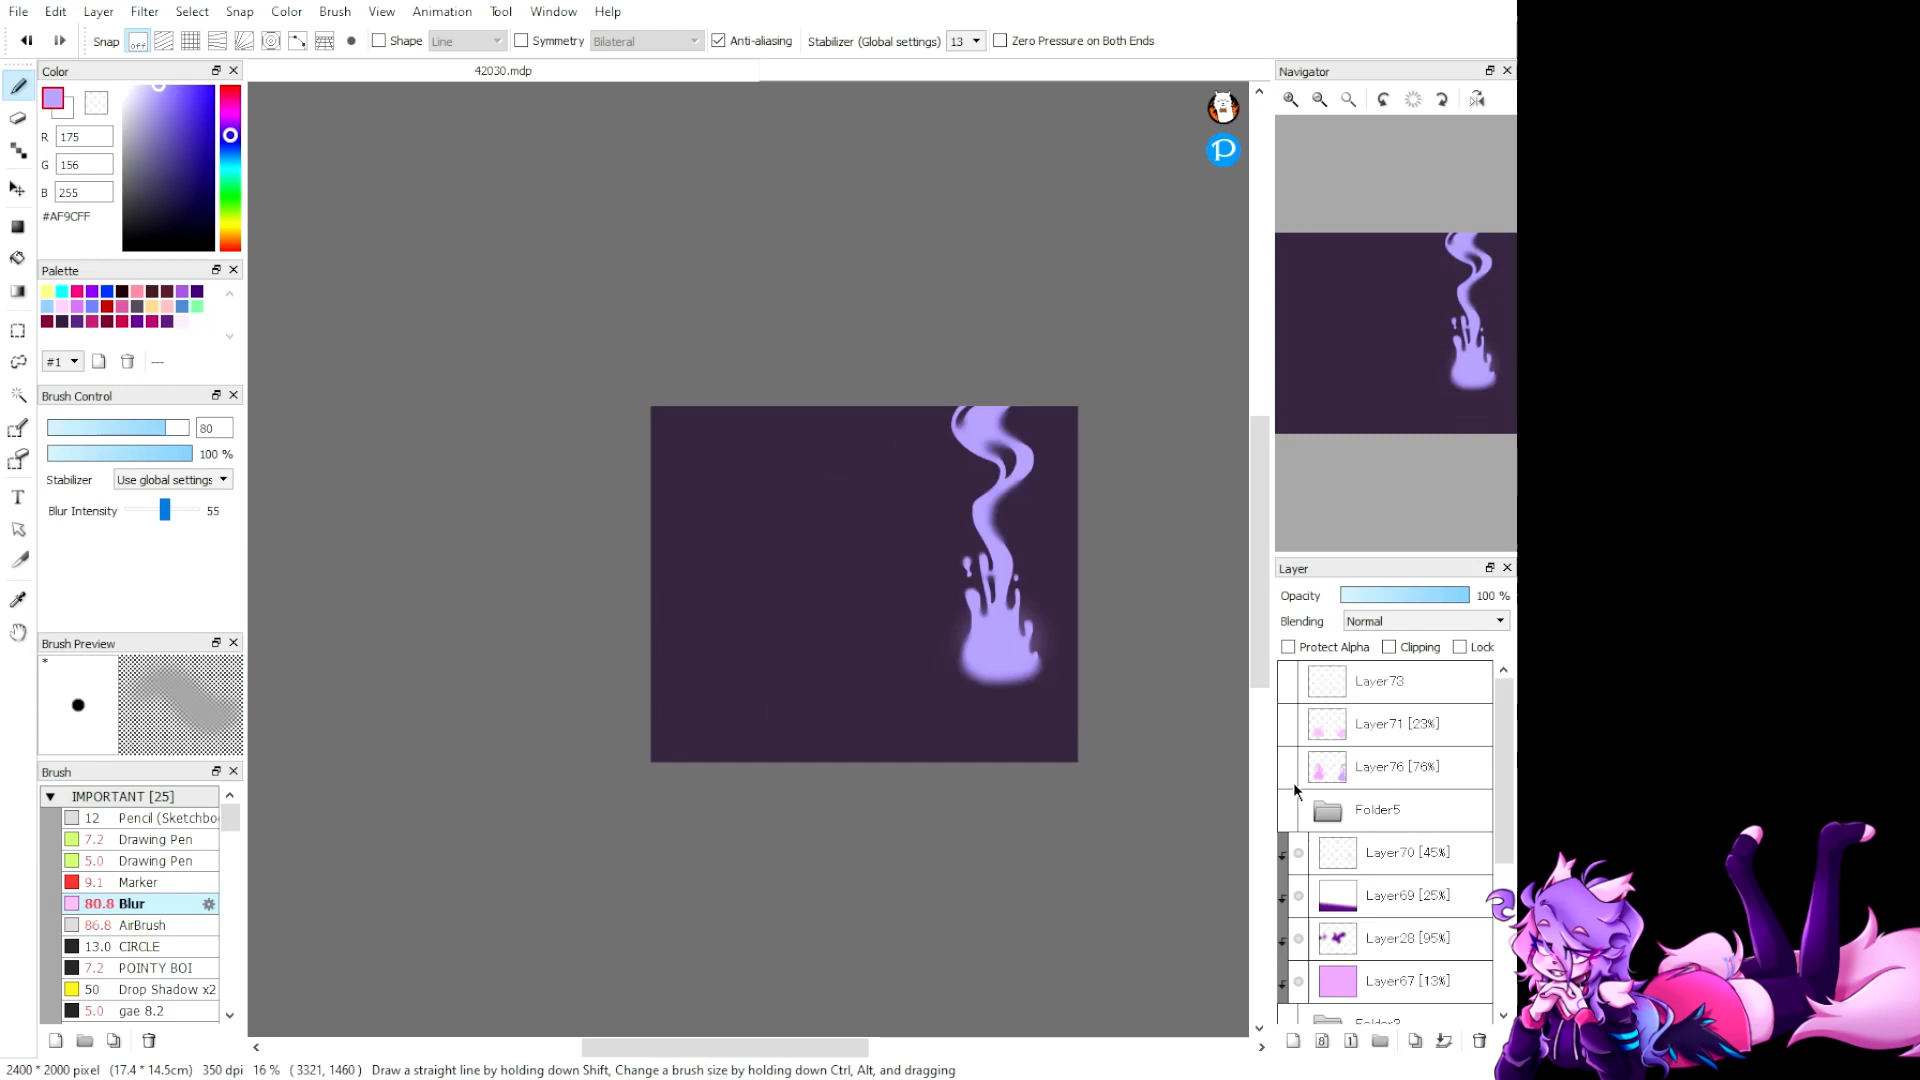 File Edit Layer Filter Select Snap Color Brush View Animation Tool Window Help
Snap off Shape Line Symmetry Bilateral Anti-aliasing Stabilizer (Global settings) 13 Zero Pressure on Both Ends
Color
R 175
G 156
B 255
#AF9CFF
Palette
#1 ---
Brush Control
80
100 %
Stabilizer Use global settings
Blur Intensity 55
Brush Preview
*
Brush
IMPORTANT [25]
12 Pencil (Sketchbo
7.2 Drawing Pen
5.0 Drawing Pen
9.1 Marker
80.8 Blur
86.8 AirBrush
13.0 CIRCLE
7.2 POINTY BOI
50 Drop Shadow x2
5.0 gae 8.2
42030.mdp
P
Navigator
Layer
Opacity 100 %
Blending Normal
Protect Alpha Clipping Lock
Layer73
Layer71 [23%]
Layer76 [76%]
Folder5
Layer70 [45%]
Layer69 [25%]
Layer28 [95%]
Layer67 [13%]
8 1
2400 * 2000 pixel (17.4 * 14.5cm) 350 dpi 16 % ( 3321, 1460 ) Draw a straight line by holding down Shift, Change a brush size by holding down Ctrl, Alt, and dragging